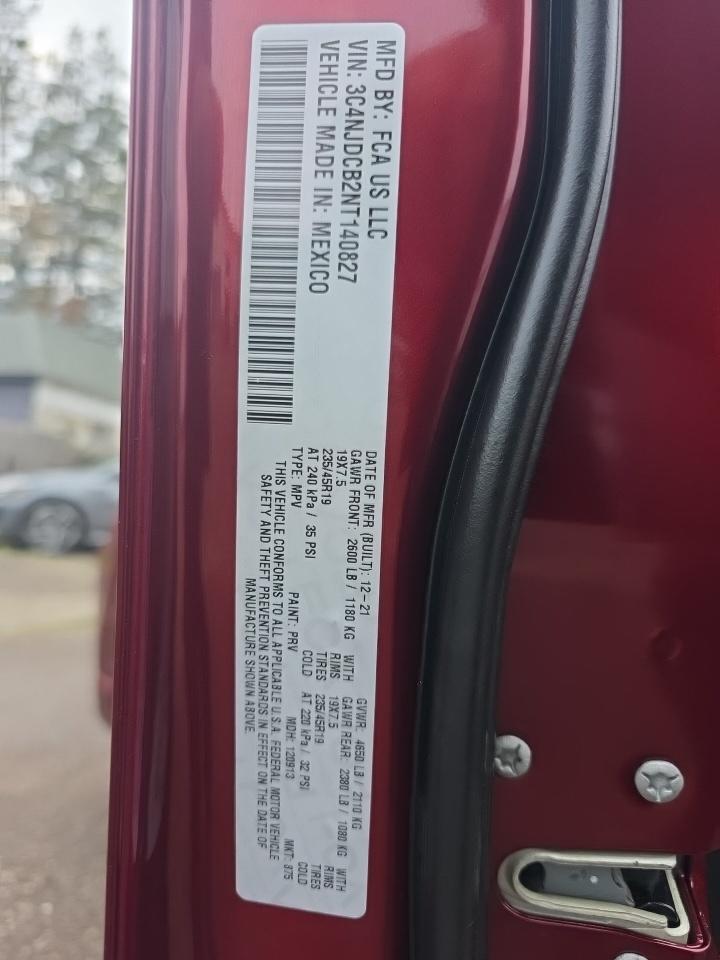 MFD BY: FCA US LLC
VIN: 3C4NJDCB2NT140827
VEHICLE MADE IN: MEXICO
DATE OF MFR (BUILT): 12-21 GVWR: 4650 LB / 2110 KG
GAWR FRONT: 2600 LB / 1180 KG WITH GAWR REAR: 2380 LB / 1080 KG WITH
19X7.5 RIMS 19X7.5 RIMS
235/45R19 TIRES 235/45R19 TIRES
AT 240 kPa / 35 PSI COLD AT 220 kPa / 32 PSI COLD
TYPE: MPV PAINT: PRV MDH: 120913 MKT: 875
THIS VEHICLE CONFORMS TO ALL APPLICABLE U.S.A. FEDERAL MOTOR VEHICLE
SAFETY AND THEFT PREVENTION STANDARDS IN EFFECT ON THE DATE OF
MANUFACTURE SHOWN ABOVE.